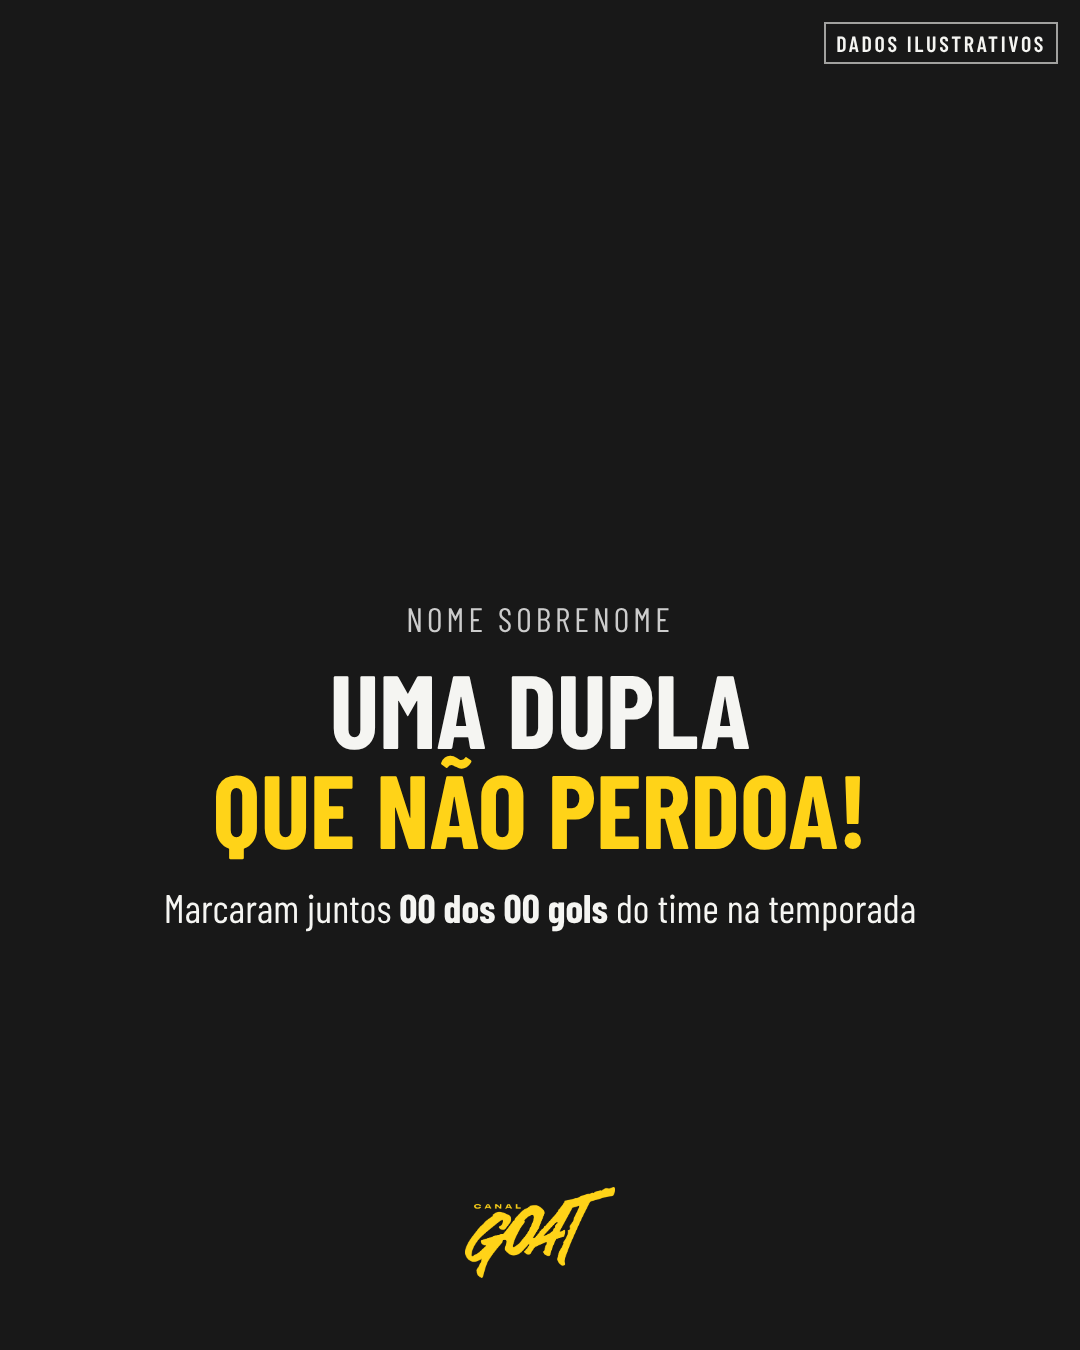 DADOS ILUSTRATIVOS
NOME SOBRENOME
UMA DUPLA
QUE NÃO PERDOA!
Marcaram juntos 00 dos 00 gols do time na temporada
CANAL
GOAT